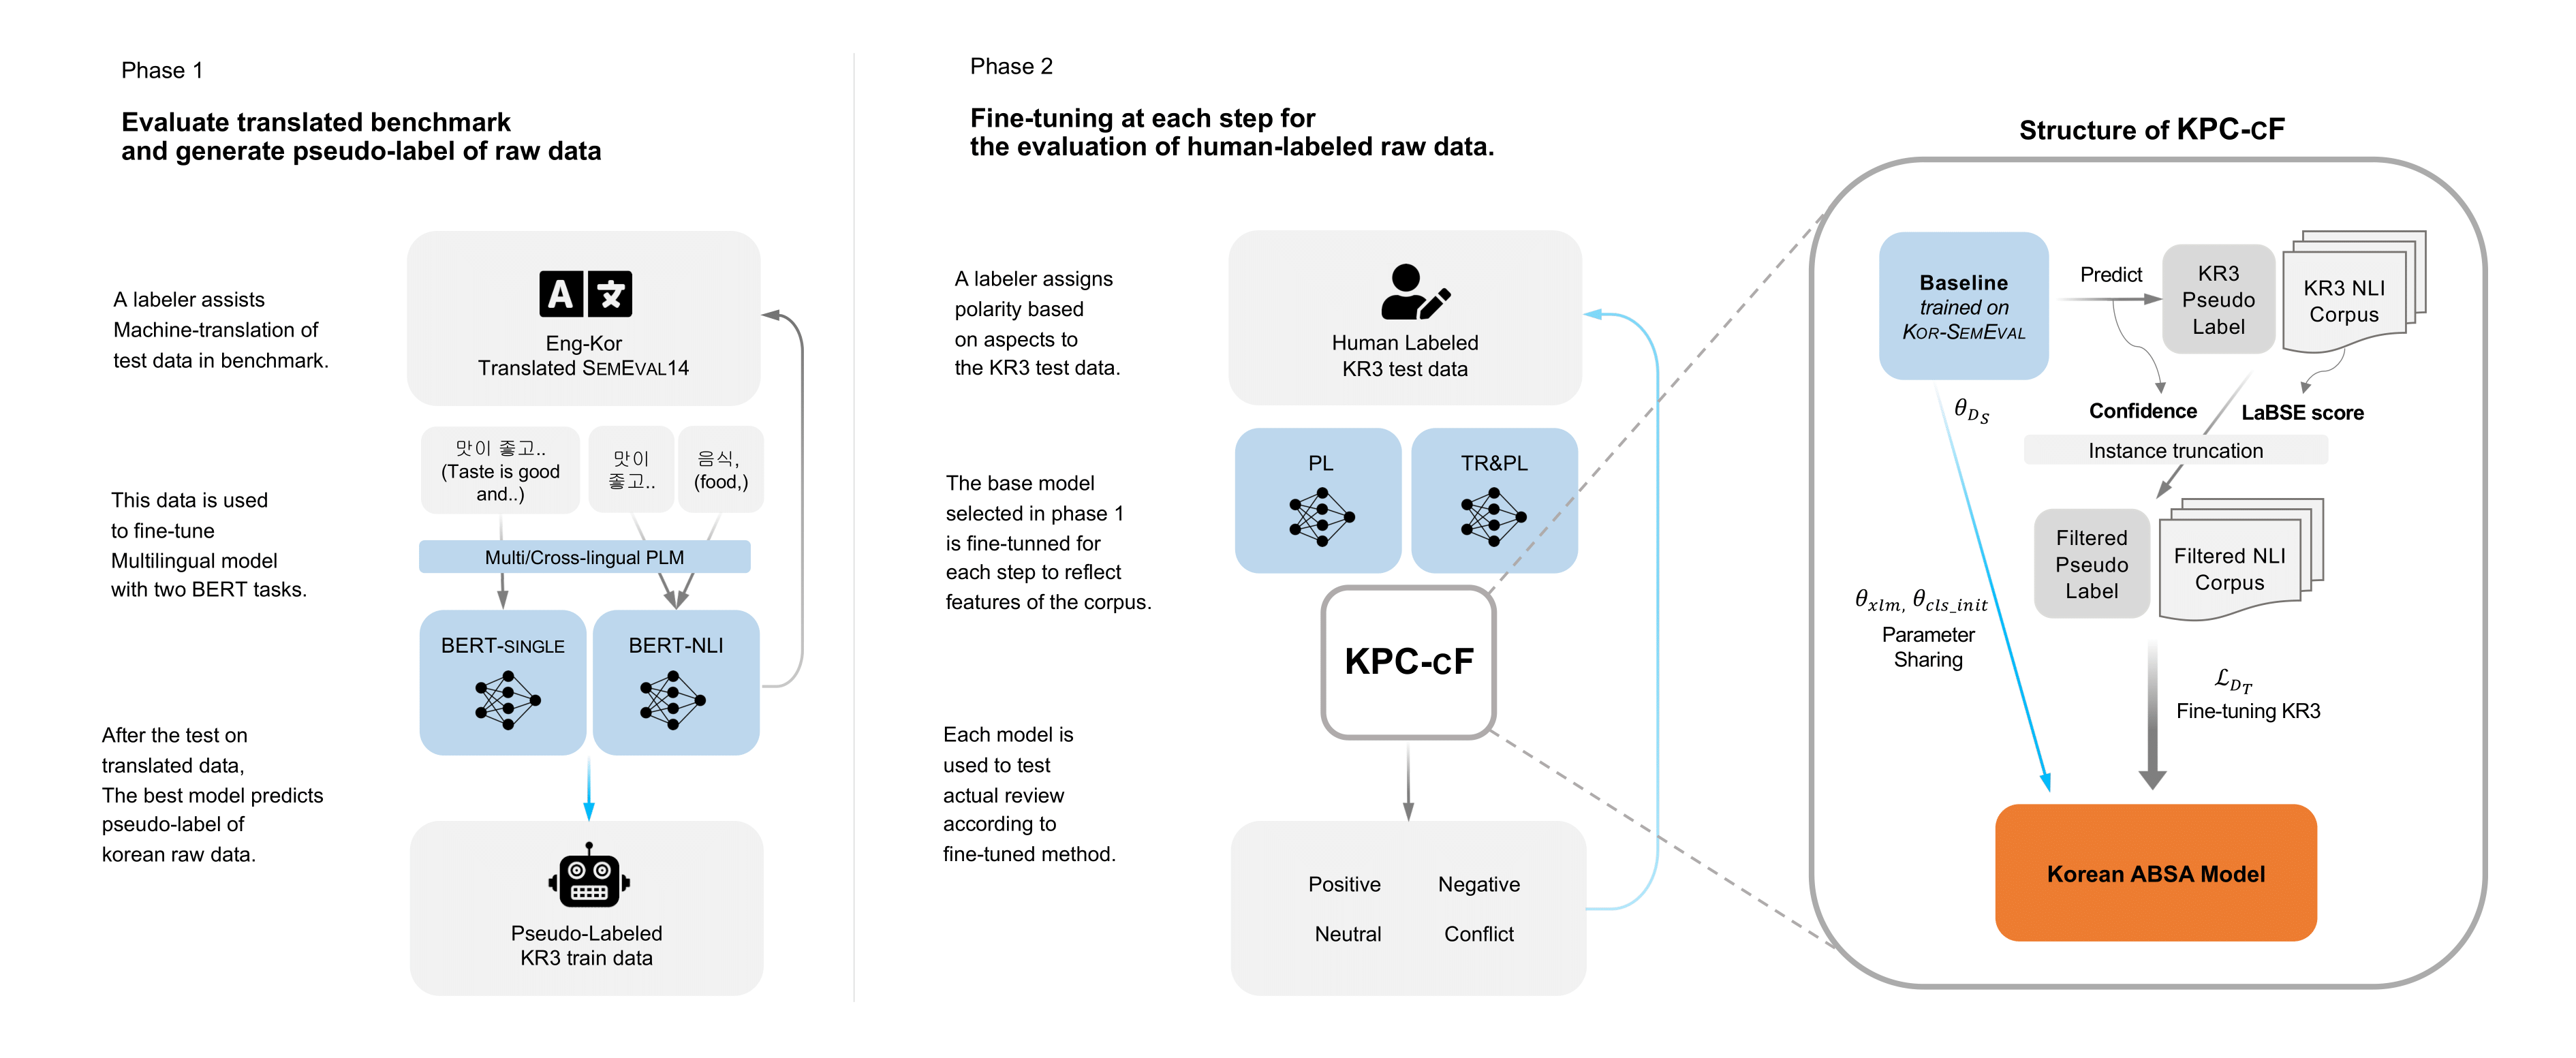 Phase 1
Evaluate translated benchmark
and generate pseudo-label of raw data
A labeler assists
Machine-translation of
test data in benchmark.
A 文
Eng-Kor
Translated SEMEVAL14
This data is used
to fine-tune
Multilingual model
with two BERT tasks.
맛이 좋고..
(Taste is good
and..)
맛이
좋고..
음식,
(food,)
Multi/Cross-lingual PLM
BERT-SINGLE
BERT-NLI
After the test on
translated data,
The best model predicts
pseudo-label of
korean raw data.
Pseudo-Labeled
KR3 train data
Phase 2
Fine-tuning at each step for
the evaluation of human-labeled raw data.
A labeler assigns
polarity based
on aspects to
the KR3 test data.
Human Labeled
KR3 test data
The base model
selected in phase 1
is fine-tunned for
each step to reflect
features of the corpus.
PL
TR&PL
KPC-CF
Each model is
used to test
actual review
according to
fine-tuned method.
Positive Negative
Neutral Conflict
Structure of KPC-CF
Baseline
trained on
KOR-SEMEVAL
Predict
KR3
Pseudo
Label
KR3 NLI
Corpus
θ_{D_S}
Confidence
LaBSE score
Instance truncation
Filtered
Pseudo
Label
Filtered NLI
Corpus
θ_{xlm}, θ_{cls_init}
Parameter
Sharing
ℒ_{D_T}
Fine-tuning KR3
Korean ABSA Model